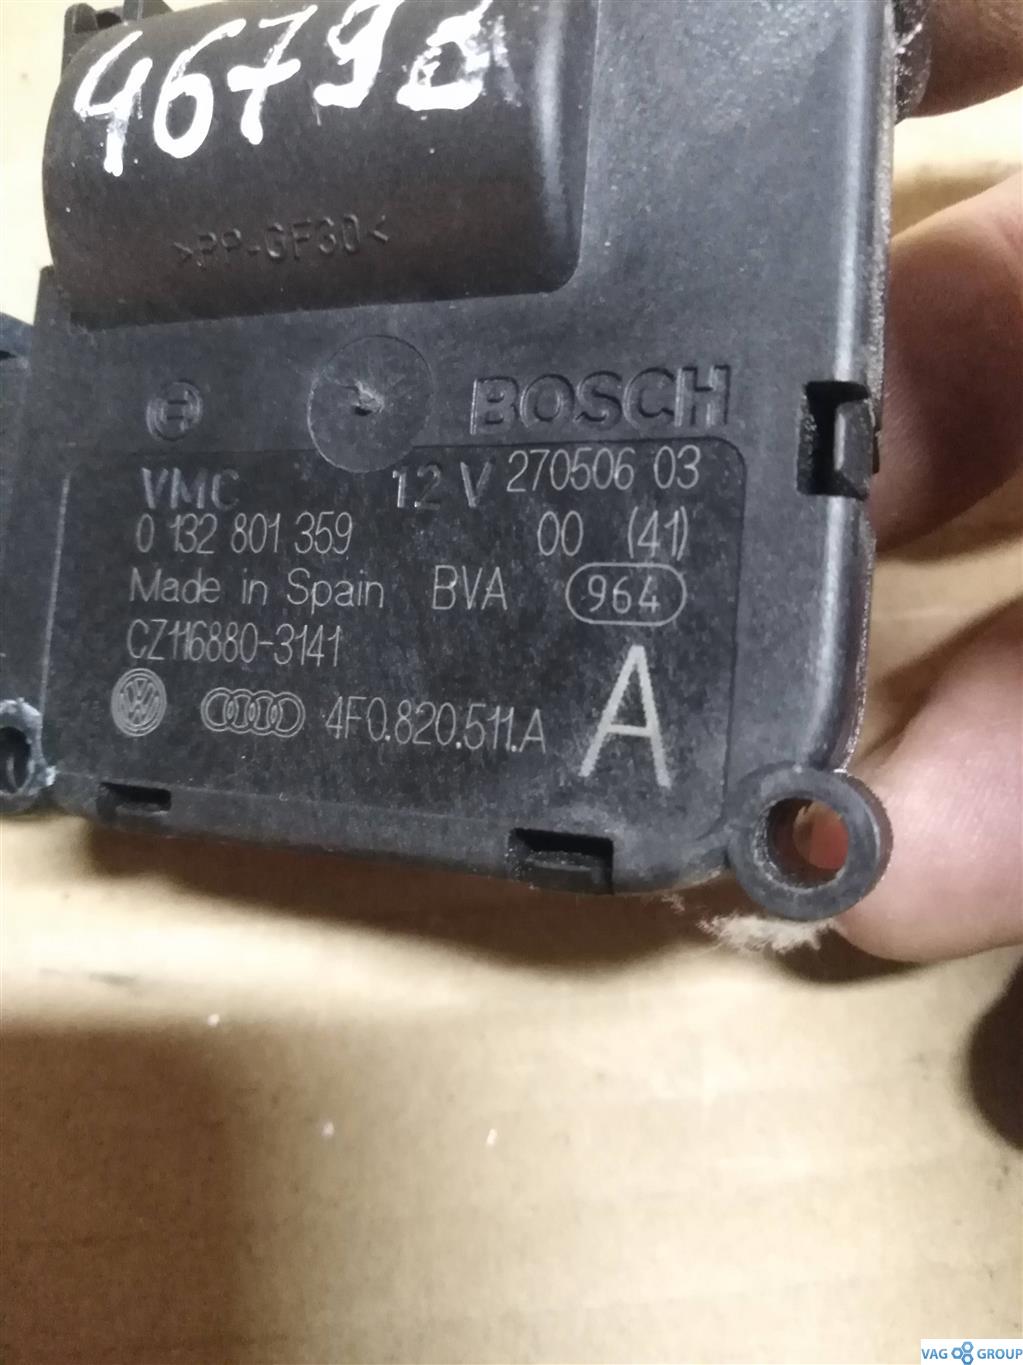 46798
>PP-GF30<
BOSCH
VMC 12 V 270506 03
0 132 801 359 00 (41)
Made in Spain BVA 964
CZ116880-3141
4F0.820.511.A A
VAG GROUP